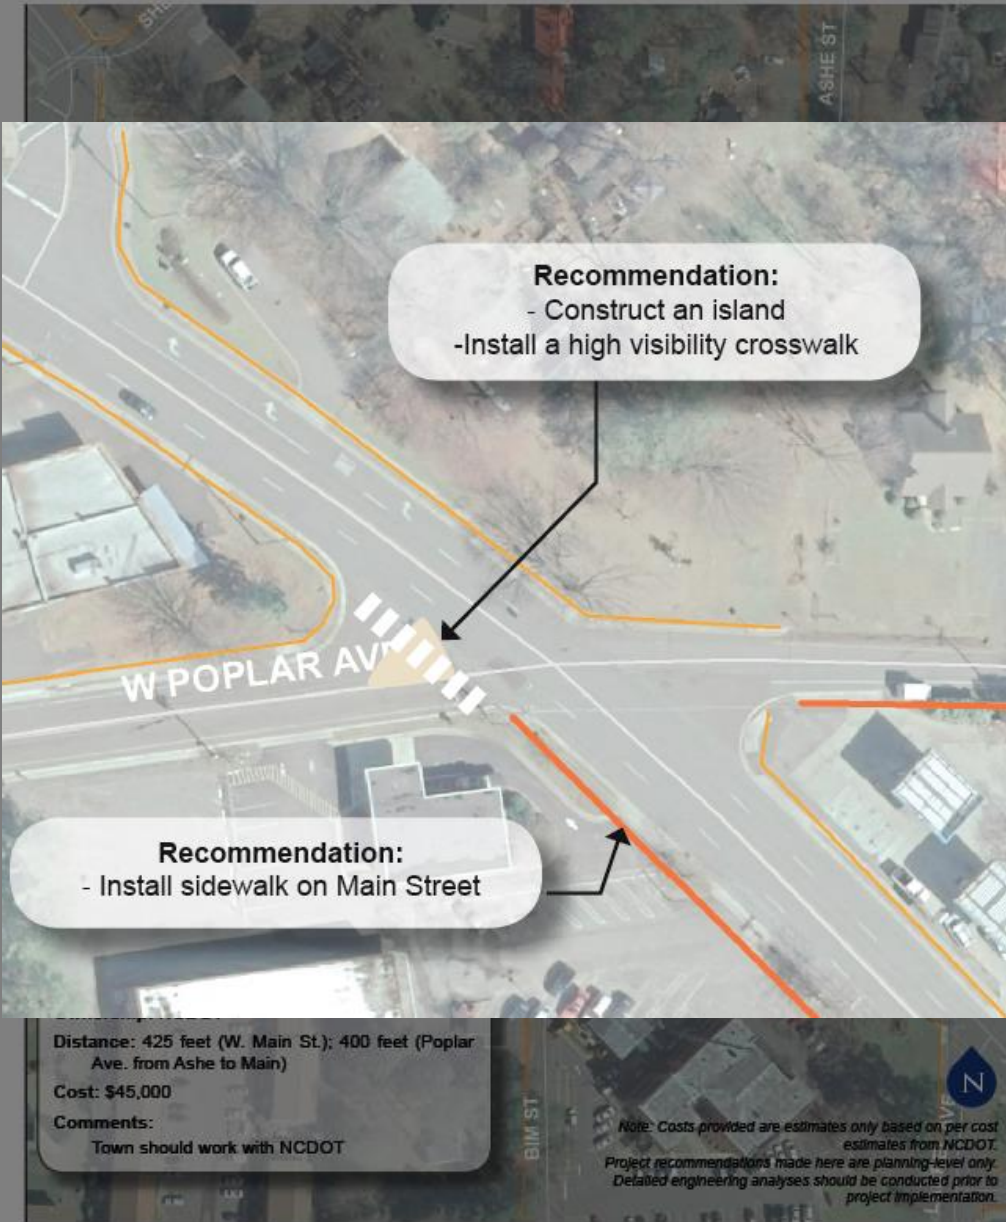 ASHE ST
Recommendation:
- Construct an island
-Install a high visibility crosswalk
W POPLAR AVE
Recommendation:
- Install sidewalk on Main Street
Distance: 425 feet (W. Main St.); 400 feet (Poplar
Ave. from Ashe to Main)
Cost: $45,000
Comments:
Town should work with NCDOT
BIM ST
N
Note: Costs provided are estimates only based on per cost
estimates from NCDOT.
Project recommendations made here are planning-level only.
Detailed engineering analyses should be conducted prior to
project implementation.